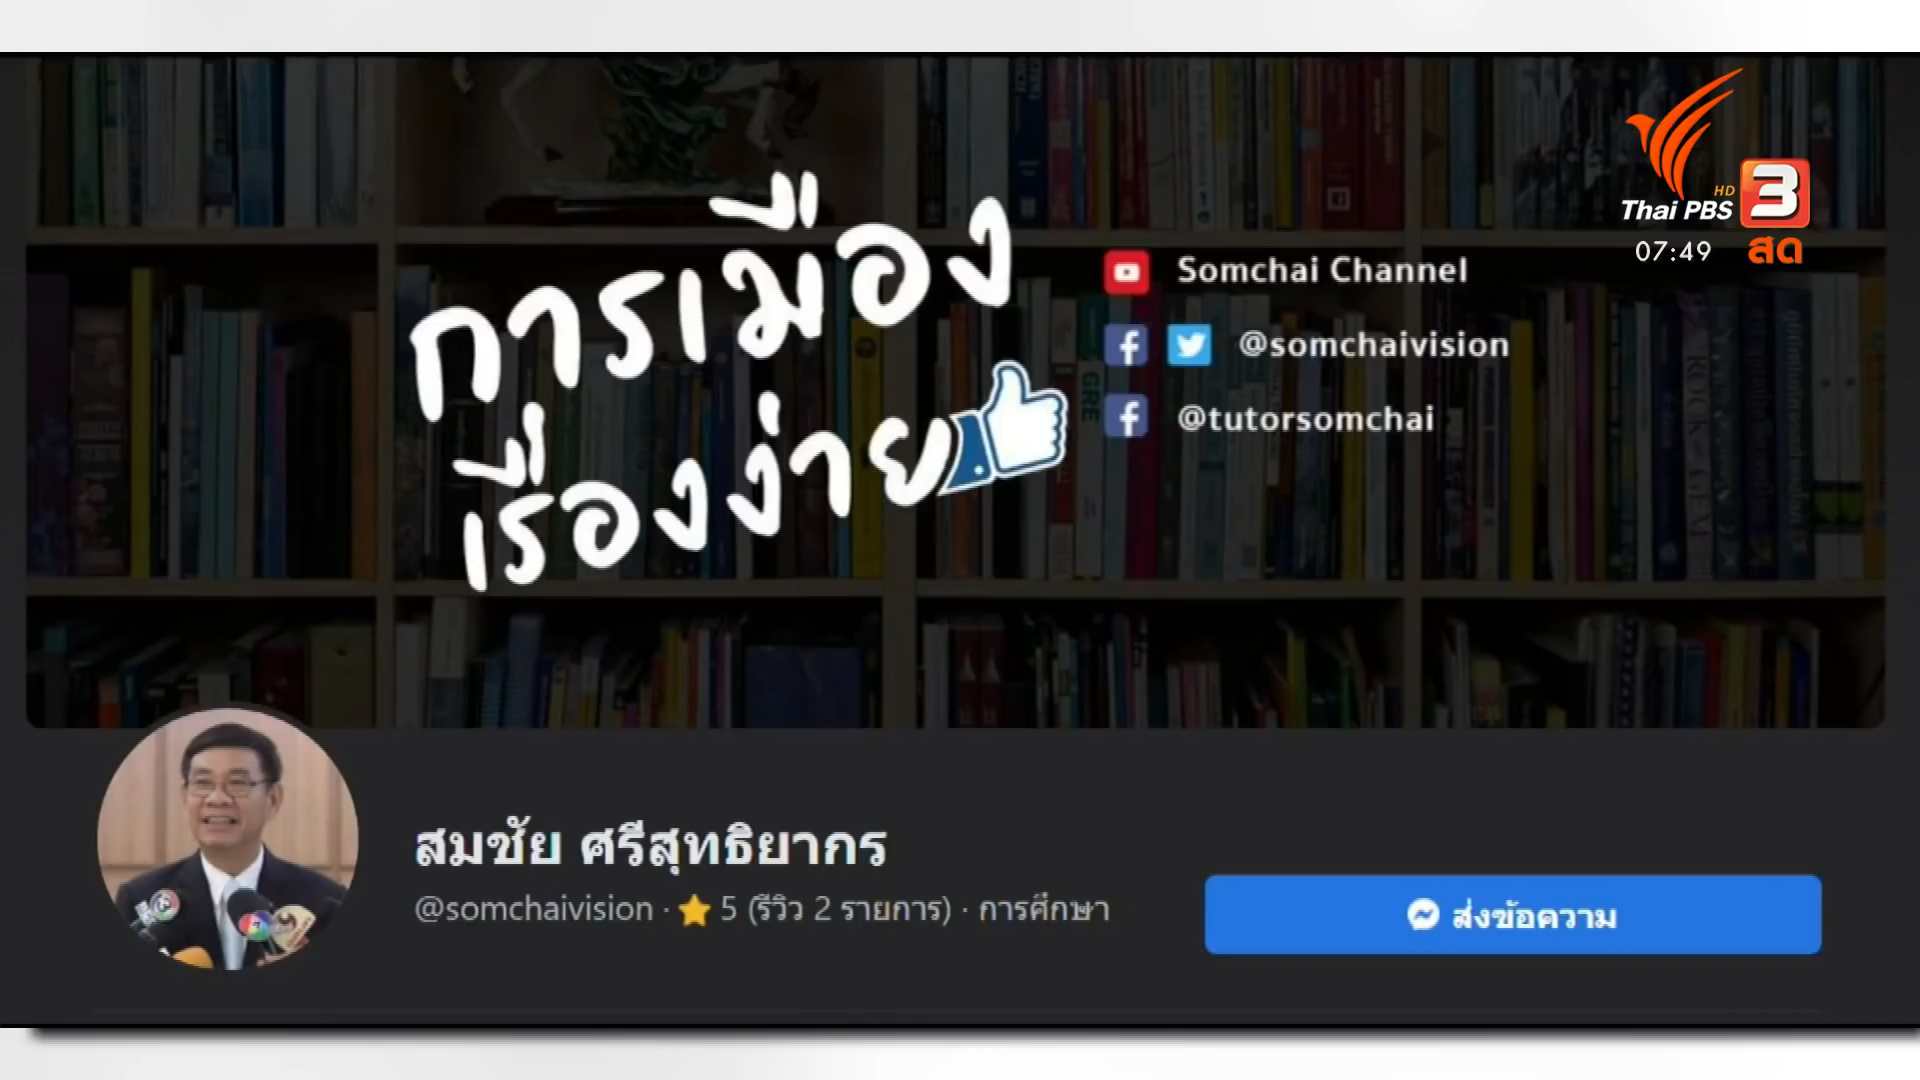 HD
Thai PBS 3
07:49 สด
การเมือง
เรื่องง่าย
Somchai Channel
@somchaivision
@tutorsomchai
GRE
สมชัย ศรีสุทธิยากร
@somchaivision · 5 (รีวิว 2 รายการ) · การศึกษา
ส่งข้อความ